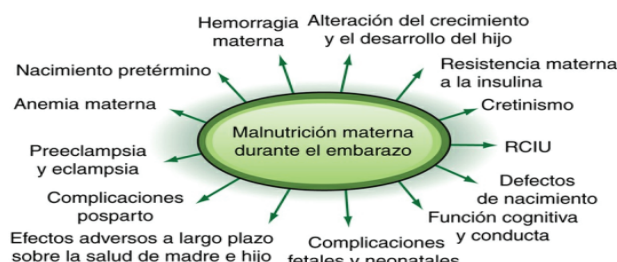 Hemorragia
materna
Alteración del crecimiento
y el desarrollo del hijo
Nacimiento pretérmino
Resistencia materna
a la insulina
Anemia materna
Cretinismo
Malnutrición materna
durante el embarazo
Preeclampsia
y eclampsia
RCIU
Complicaciones
posparto
Defectos
de nacimiento
Efectos adversos a largo plazo
sobre la salud de madre e hijo
Complicaciones
fetales y neonatales
Función cognitiva
y conducta